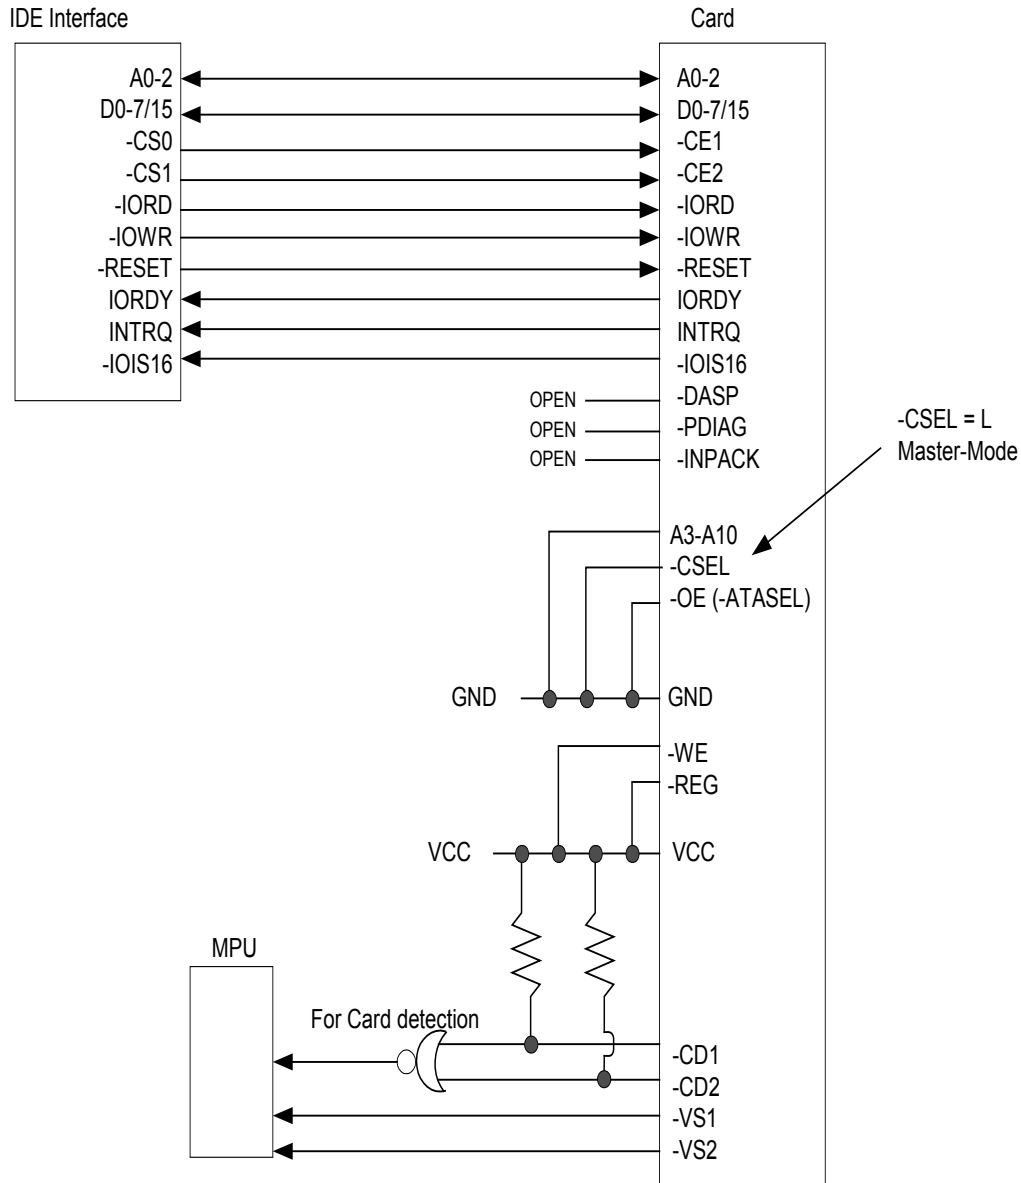 IDE Interface
Card
A0-2
A0-2
D0-7/15
D0-7/15
-CS0
-CE1
-CS1
-CE2
-IORD
-IORD
-IOWR
-IOWR
-RESET
-RESET
IORDY
IORDY
INTRQ
INTRQ
-IOIS16
-IOIS16
OPEN
-DASP
OPEN
-PDIAG
OPEN
-INPACK
-CSEL = L
Master-Mode
A3-A10
-CSEL
-OE (-ATASEL)
GND
GND
-WE
-REG
VCC
VCC
MPU
For Card detection
-CD1
-CD2
-VS1
-VS2